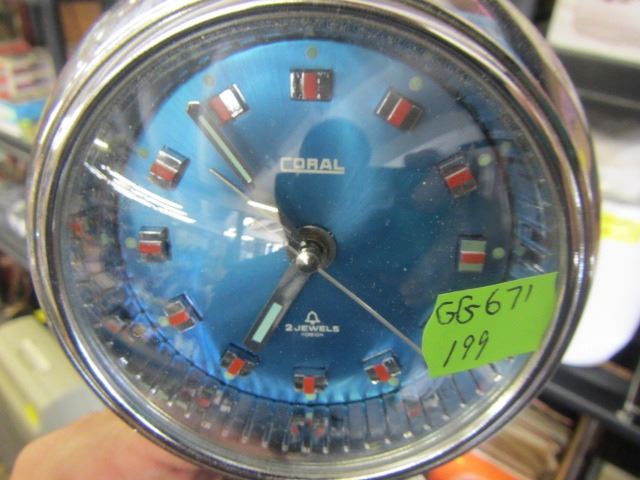 CORAL
2 JEWELS
FOREIGN
GG-671
199